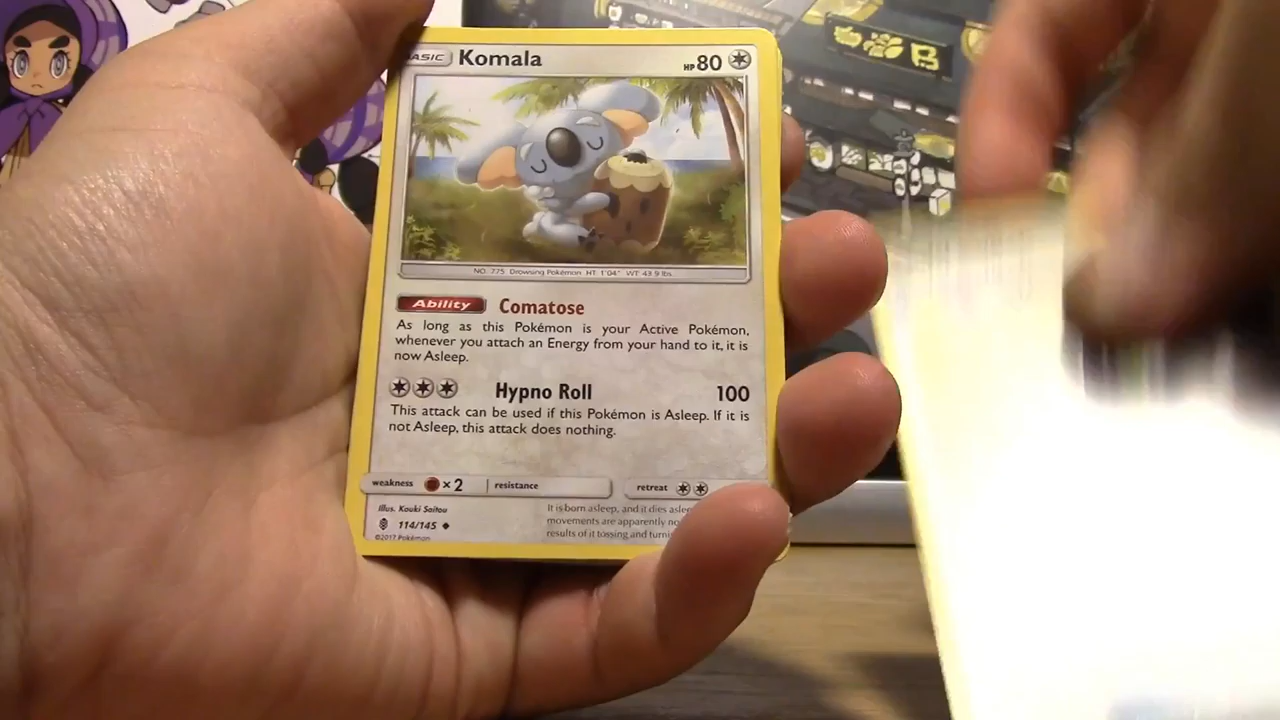 BASIC Komala HP 80
NO. 775 Drowsing Pokémon HT: 1'04" WT: 43.9 lbs.
Ability Comatose
As long as this Pokémon is your Active Pokémon,
whenever you attach an Energy from your hand to it, it is
now Asleep.
Hypno Roll 100
This attack can be used if this Pokémon is Asleep. If it is
not Asleep, this attack does nothing.
weakness ×2 resistance retreat
Illus. Kouki Saitou
114/145
©2017 Pokémon
It is born asleep, and it dies asleep
movements are apparently no
results of it tossing and turni